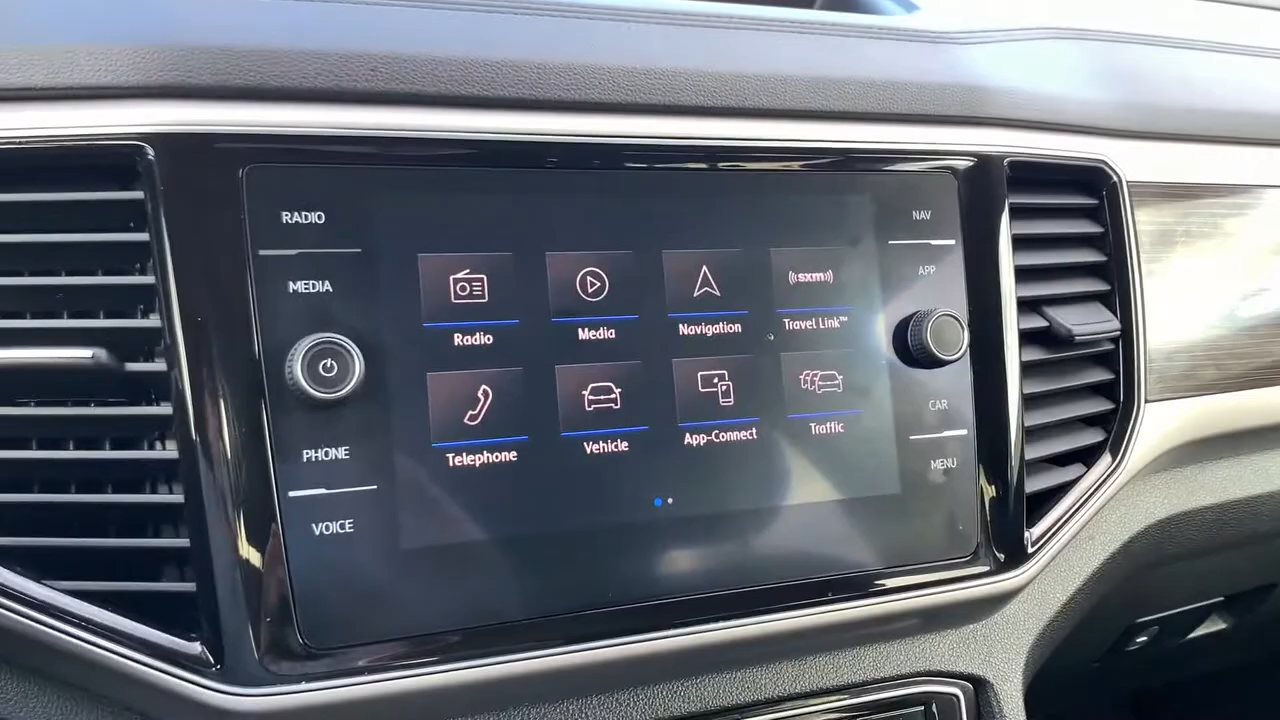 RADIO
MEDIA
PHONE
VOICE
Radio
Media
Navigation
sxm
Travel Link™
Telephone
Vehicle
App-Connect
Traffic
NAV
APP
CAR
MENU